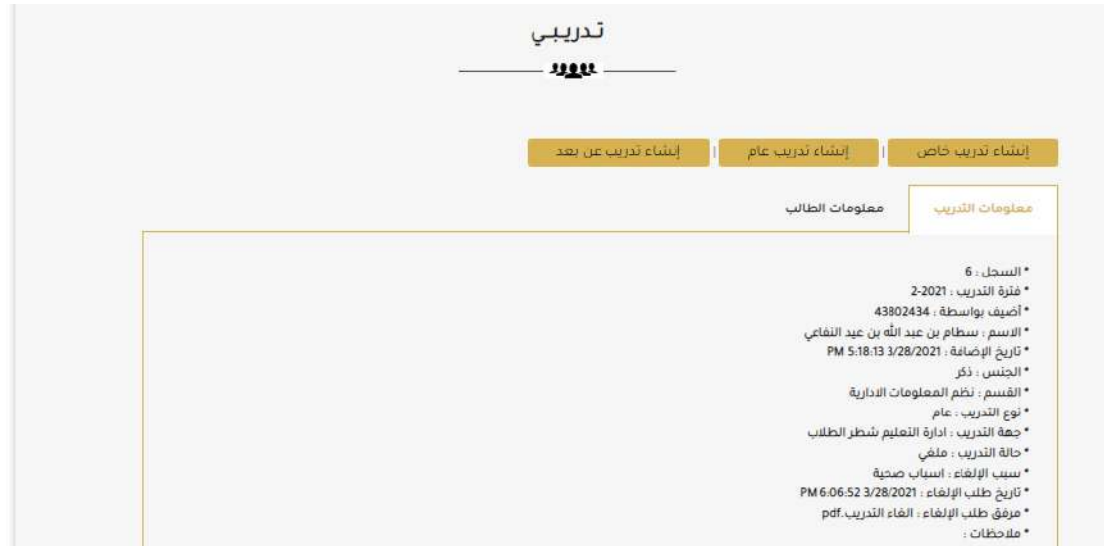 تدريبي
إنشاء تدريب خاص | إنشاء تدريب عام | إنشاء تدريب عن بعد
معلومات التدريب معلومات الطالب
* السجل : 6
* فترة التدريب : 2021-2
* أضيف بواسطة : 43802434
* الاسم : سطام بن عبد الله بن عيد النفاعي
* تاريخ الإضافة : 3/28/2021 5:18:13 PM
* الجنس : ذكر
* القسم : نظم المعلومات الادارية
* نوع التدريب : عام
* جهة التدريب : ادارة التعليم شطر الطلاب
* حالة التدريب : ملغي
* سبب الإلغاء : اسباب صحية
* تاريخ طلب الإلغاء : 3/28/2021 6:06:52 PM
* مرفق طلب الإلغاء : الغاء التدريب.pdf
* ملاحظات :